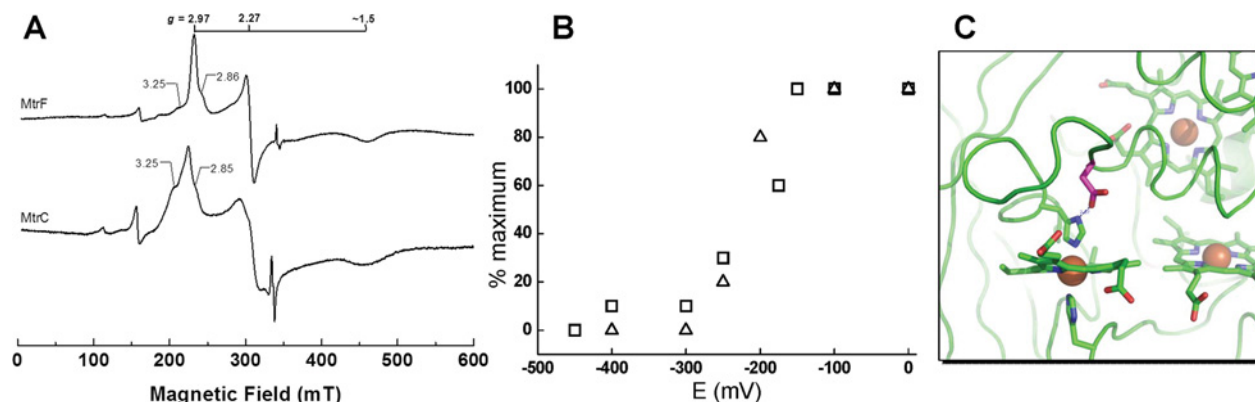 A
g = 2.97 2.27 ~1.5
3.25 2.86
MtrF
3.25 2.85
MtrC
0 100 200 300 400 500 600
Magnetic Field (mT)
B
% maximum
100
80
60
40
20
0
-500 -400 -300 -200 -100 0
E (mV)
C